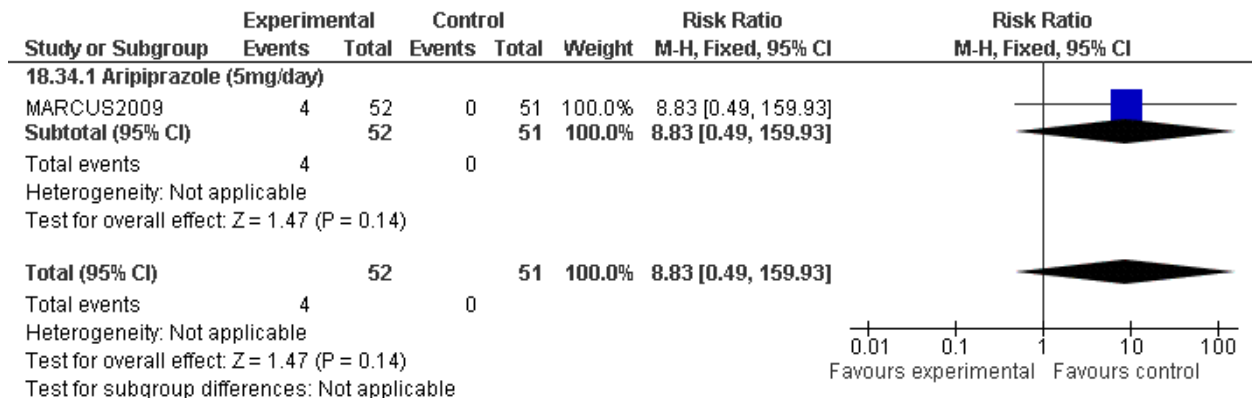 Experimental Control Risk Ratio Risk Ratio
Study or Subgroup Events Total Events Total Weight M-H, Fixed, 95% CI M-H, Fixed, 95% CI
18.34.1 Aripiprazole (5mg/day)
MARCUS2009 4 52 0 51 100.0% 8.83 [0.49, 159.93]
Subtotal (95% CI) 52 51 100.0% 8.83 [0.49, 159.93]
Total events 4 0
Heterogeneity: Not applicable
Test for overall effect: Z = 1.47 (P = 0.14)
Total (95% CI) 52 51 100.0% 8.83 [0.49, 159.93]
Total events 4 0
Heterogeneity: Not applicable
Test for overall effect: Z = 1.47 (P = 0.14)
Test for subgroup differences: Not applicable
0.01 0.1 1 10 100
Favours experimental Favours control